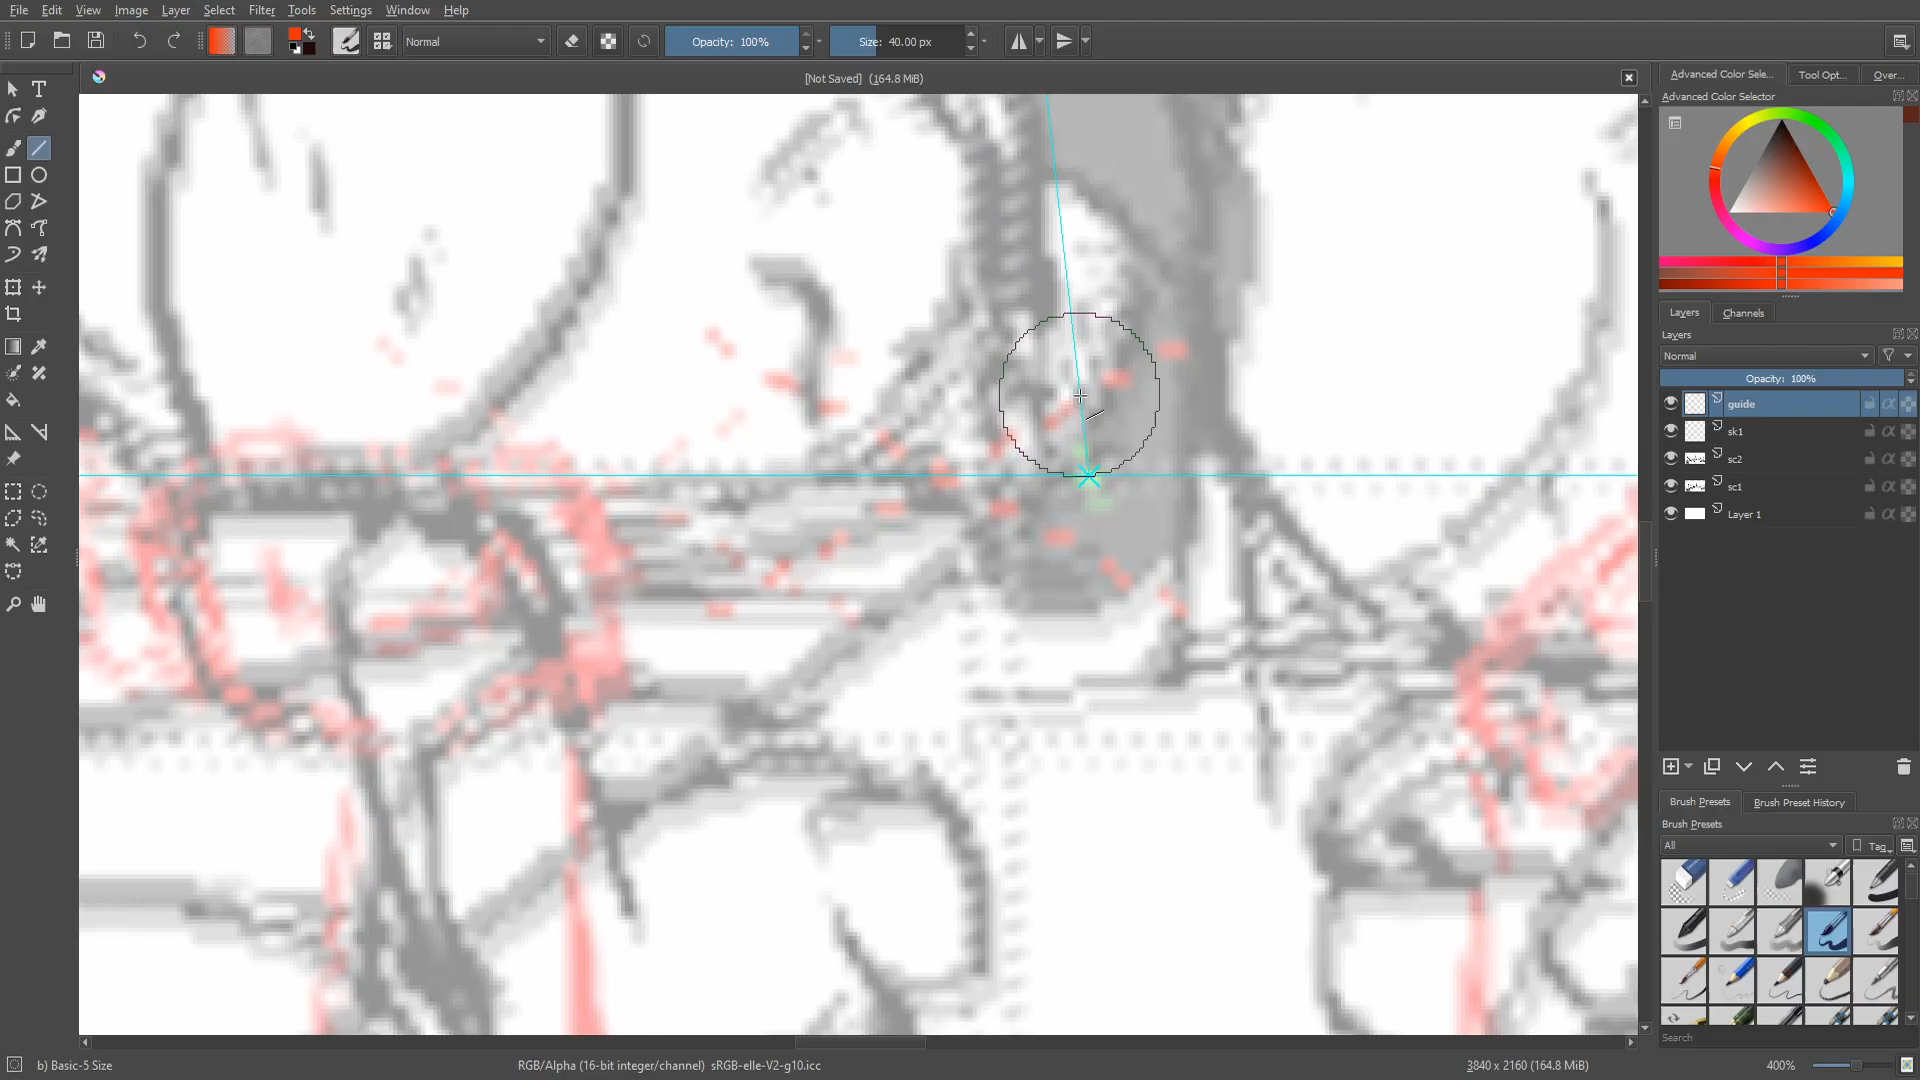 File Edit View Image Layer Select Filter Tools Settings Window Help
Normal Opacity: 100% Size: 40.00 px
[Not Saved] (164.8 MiB)
Advanced Color Sele... Tool Opt... Over...
Advanced Color Selector
Layers Channels
Layers
Normal
Opacity: 100%
guide
sk1
sc2
sc1
Layer 1
Brush Presets Brush Preset History
Brush Presets
All Tag
Search
b) Basic-5 Size RGB/Alpha (16-bit integer/channel) sRGB-elle-V2-g10.icc 3840 x 2160 (164.8 MiB) 400%